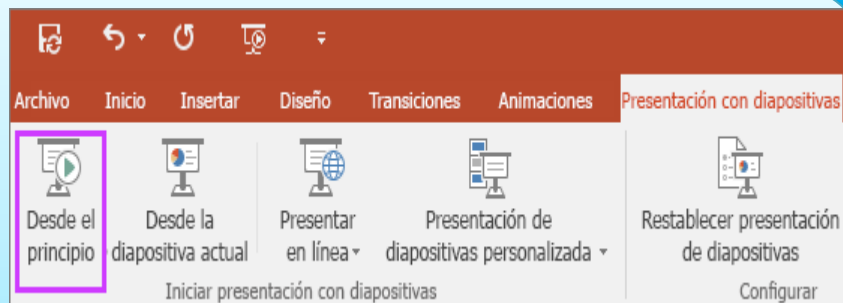 Archivo Inicio Insertar Diseño Transiciones Animaciones Presentación con diapositivas
Desde el principio
Desde la diapositiva actual
Presentar en línea
Presentación de diapositivas personalizada
Restablecer presentación de diapositivas
Iniciar presentación con diapositivas
Configurar